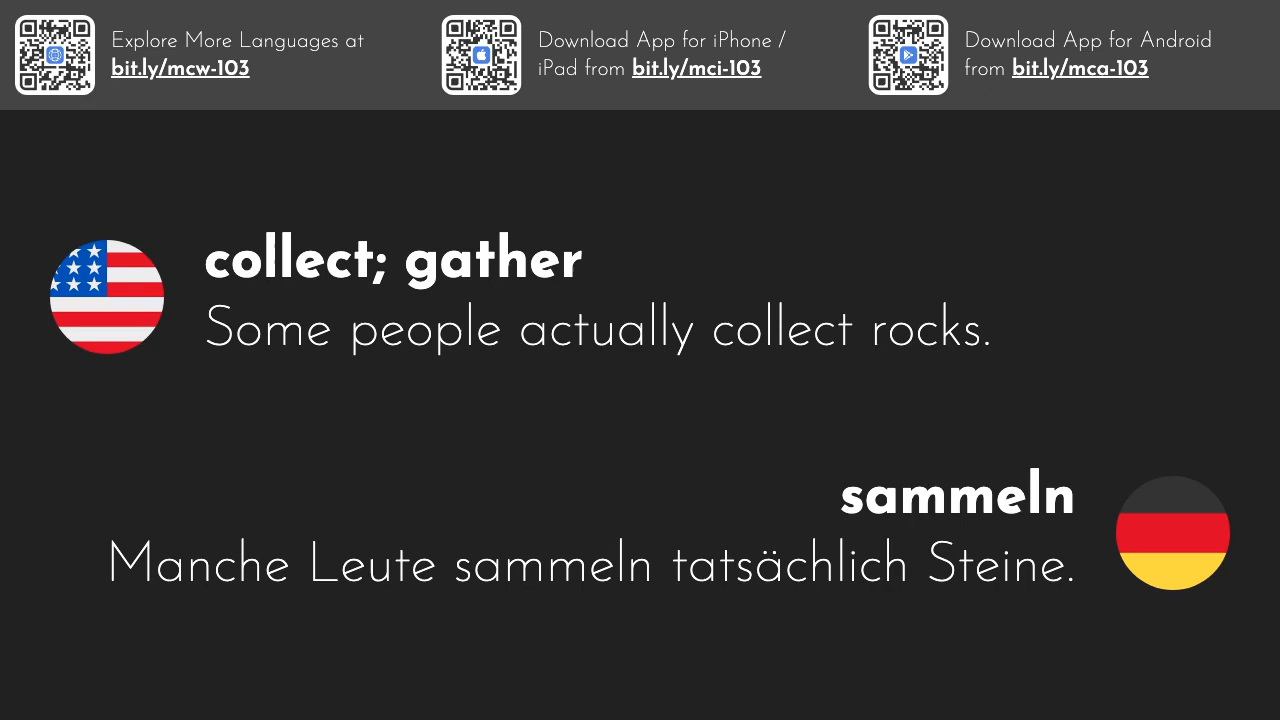 Explore More Languages at
bit.ly/mcw-103
Download App for iPhone /
iPad from bit.ly/mci-103
Download App for Android
from bit.ly/mca-103
collect; gather
Some people actually collect rocks.
sammeln
Manche Leute sammeln tatsächlich Steine.